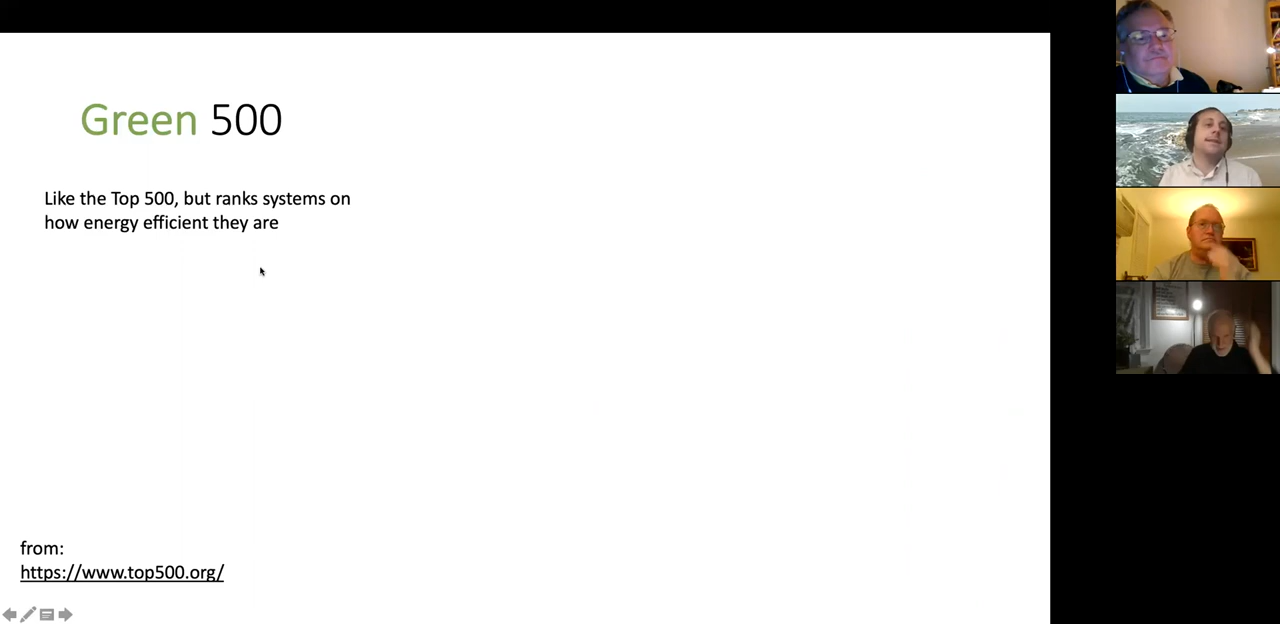 Green 500
Like the Top 500, but ranks systems on
how energy efficient they are
from:
https://www.top500.org/